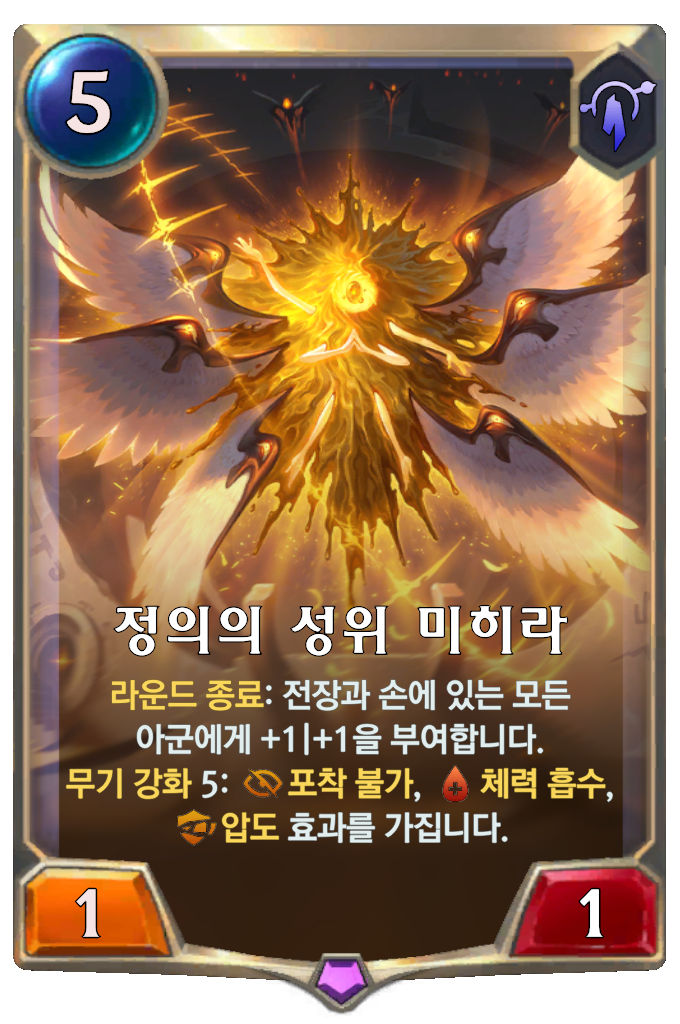 5
정의의 성위 미히라
라운드 종료: 전장과 손에 있는 모든
아군에게 +1|+1을 부여합니다.
무기 강화 5: 포착 불가, 체력 흡수,
압도 효과를 가집니다.
1
1